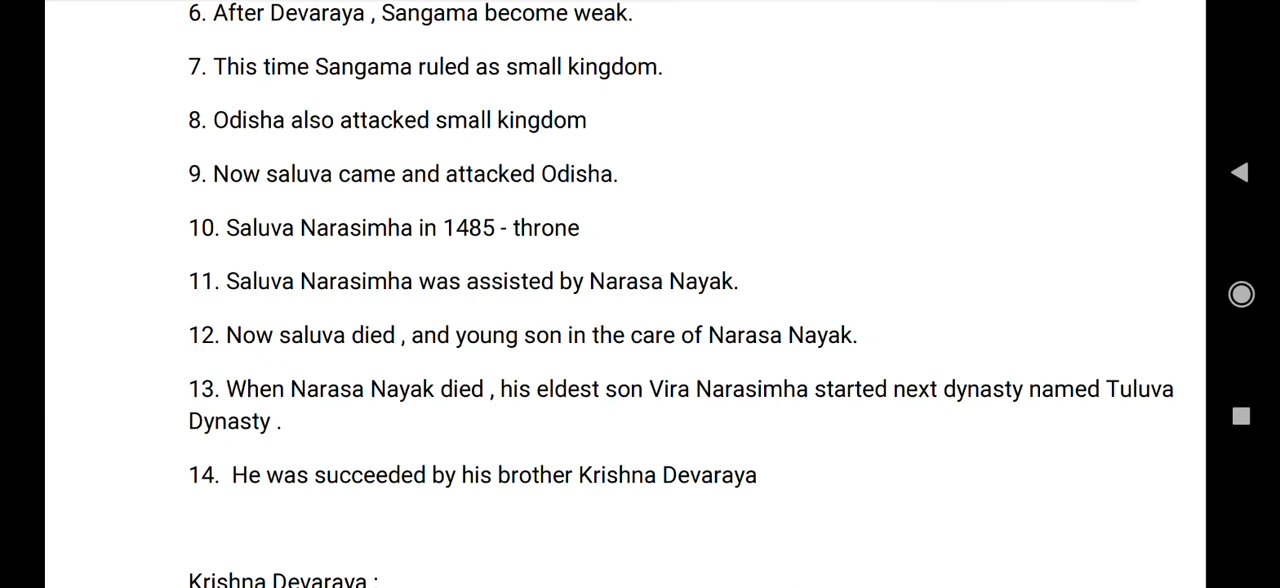 6. After Devaraya , Sangama become weak.
7. This time Sangama ruled as small kingdom.
8. Odisha also attacked small kingdom
9. Now saluva came and attacked Odisha.
10. Saluva Narasimha in 1485 - throne
11. Saluva Narasimha was assisted by Narasa Nayak.
12. Now saluva died , and young son in the care of Narasa Nayak.
13. When Narasa Nayak died , his eldest son Vira Narasimha started next dynasty named Tuluva
Dynasty .
14.  He was succeeded by his brother Krishna Devaraya
Krishna Devaraya :